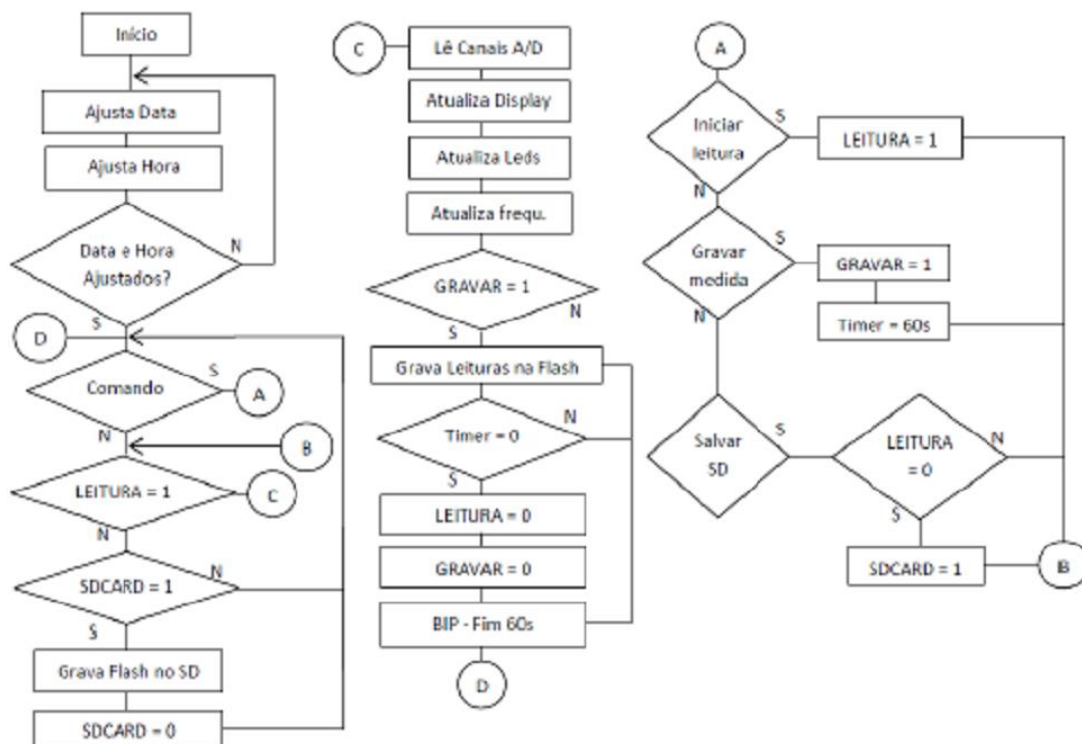 Início
Ajusta Data
Ajusta Hora
Data e Hora
Ajustados?
N
S
D
Comando
S
A
N
B
LEITURA = 1
C
N
SDCARD = 1
N
S
Grava Flash no SD
SDCARD = 0
C
Lê Canais A/D
Atualiza Display
Atualiza Leds
Atualiza frequ.
GRAVAR = 1
N
S
Grava Leituras na Flash
Timer = 0
N
S
LEITURA = 0
GRAVAR = 0
BIP - Fim 60s
D
A
Iniciar
leitura
S
LEITURA = 1
N
Gravar
medida
S
GRAVAR = 1
N
Timer = 60s
Salvar
SD
S
LEITURA
= 0
N
S
SDCARD = 1
B